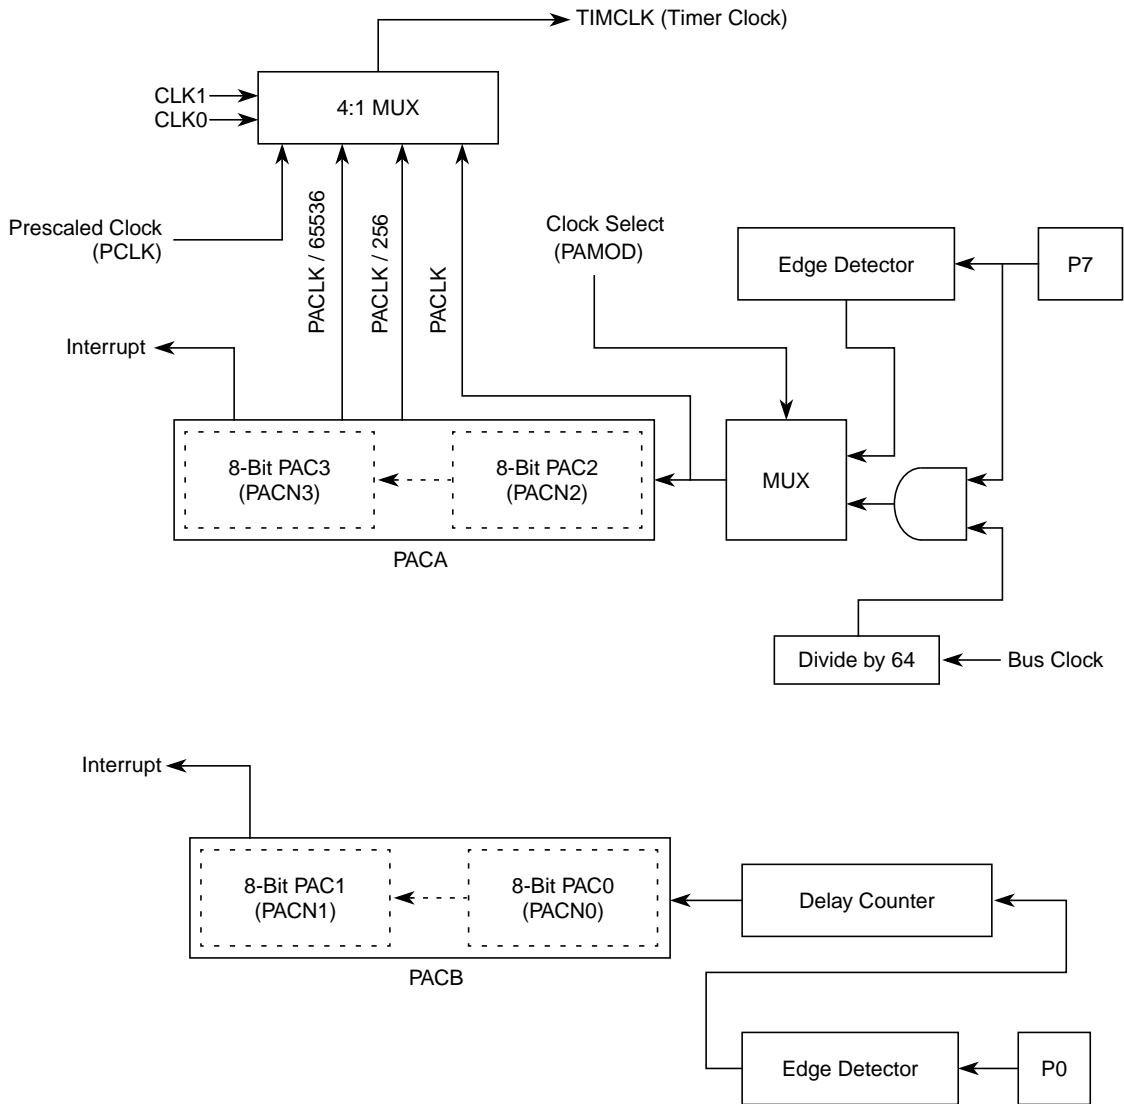 TIMCLK (Timer Clock)
CLK1
CLK0
4:1 MUX
Prescaled Clock
(PCLK)
PACLK / 65536
PACLK / 256
PACLK
Clock Select
(PAMOD)
Edge Detector
P7
Interrupt
8-Bit PAC3
(PACN3)
8-Bit PAC2
(PACN2)
MUX
PACA
Divide by 64
Bus Clock
Interrupt
8-Bit PAC1
(PACN1)
8-Bit PAC0
(PACN0)
Delay Counter
PACB
Edge Detector
P0